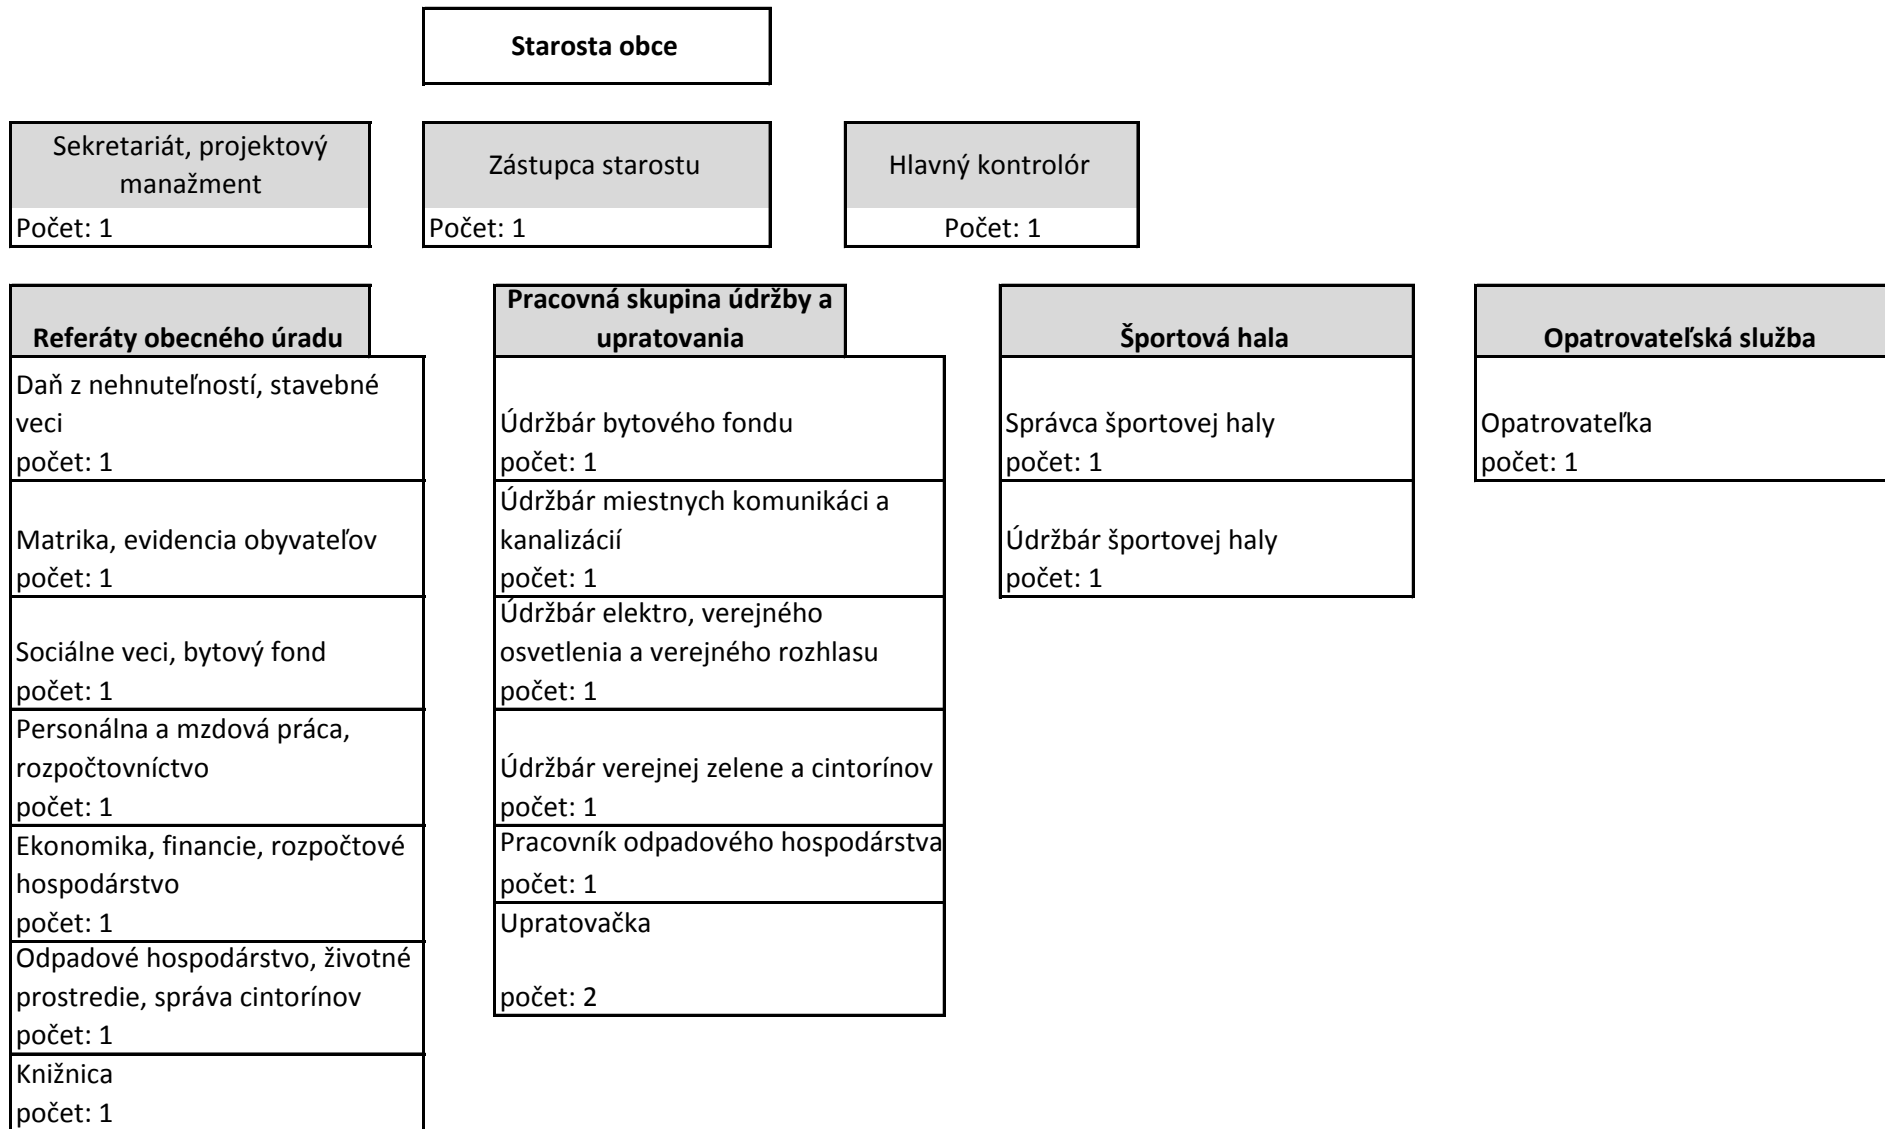 Starosta obce
Sekretariát, projektový
manažment
Počet: 1
Zástupca starostu
Počet: 1
Hlavný kontrolór
Počet: 1
Referáty obecného úradu
Daň z nehnuteľností, stavebné
veci
počet: 1
Matrika, evidencia obyvateľov
počet: 1
Sociálne veci, bytový fond
počet: 1
Personálna a mzdová práca,
rozpočtovníctvo
počet: 1
Ekonomika, financie, rozpočtové
hospodárstvo
počet: 1
Odpadové hospodárstvo, životné
prostredie, správa cintorínov
počet: 1
Knižnica
počet: 1
Pracovná skupina údržby a
upratovania
Údržbár bytového fondu
počet: 1
Údržbár miestnych komunikáci a
kanalizácií
počet: 1
Údržbár elektro, verejného
osvetlenia a verejného rozhlasu
počet: 1
Údržbár verejnej zelene a cintorínov
počet: 1
Pracovník odpadového hospodárstva
počet: 1
Upratovačka
počet: 2
Športová hala
Správca športovej haly
počet: 1
Údržbár športovej haly
počet: 1
Opatrovateľská služba
Opatrovateľka
počet: 1